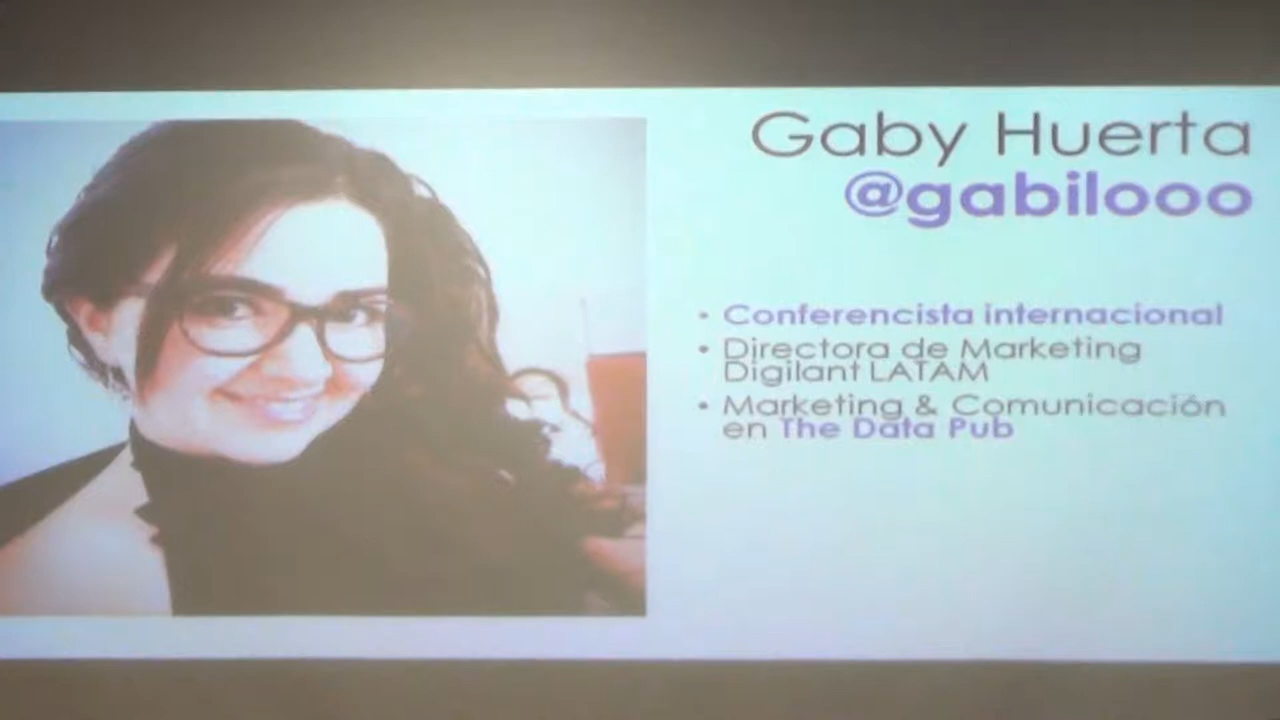 Gaby Huerta
@gabilooo
• Conferencista internacional
• Directora de Marketing
Digilant LATAM
• Marketing & Comunicación
en The Data Pub